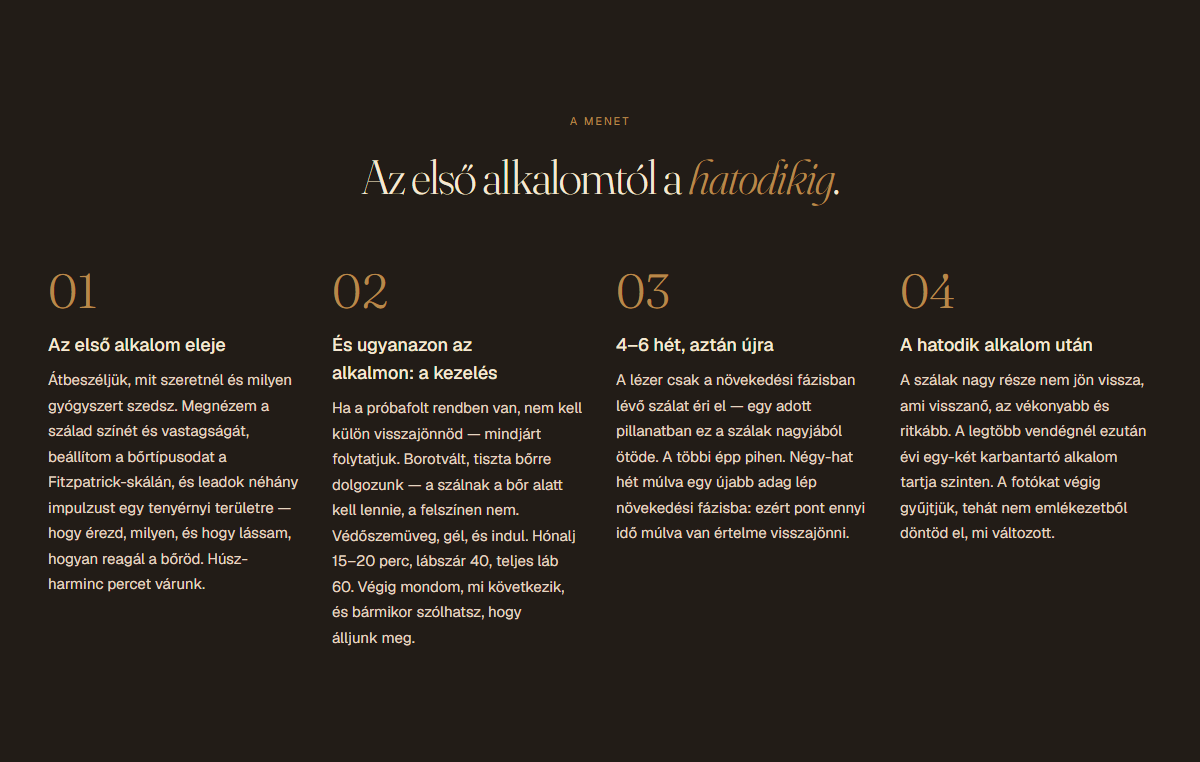 A MENET
Az első alkalomtól a hatodikig.
01
Az első alkalom eleje
Átbeszéljük, mit szeretnél és milyen
gyógyszert szedsz. Megnézem a
szálad színét és vastagságát,
beállítom a bőrtípusodat a
Fitzpatrick-skálán, és leadok néhány
impulzust egy tenyérnyi területre —
hogy érezd, milyen, és hogy lássam,
hogyan reagál a bőröd. Húsz-
harminc percet várunk.
02
És ugyanazon az
alkalmon: a kezelés
Ha a próbafolt rendben van, nem kell
külön visszajönnöd — mindjárt
folytatjuk. Borotvált, tiszta bőrre
dolgozunk — a szálnak a bőr alatt
kell lennie, a felszínen nem.
Védőszemüveg, gél, és indul. Hónalj
15–20 perc, lábszár 40, teljes láb
60. Végig mondom, mi következik,
és bármikor szólhatsz, hogy
álljunk meg.
03
4–6 hét, aztán újra
A lézer csak a növekedési fázisban
lévő szálat éri el — egy adott
pillanatban ez a szálak nagyjából
ötöde. A többi épp pihen. Négy-hat
hét múlva egy újabb adag lép
növekedési fázisba: ezért pont ennyi
idő múlva van értelme visszajönni.
04
A hatodik alkalom után
A szálak nagy része nem jön vissza,
ami visszanő, az vékonyabb és
ritkább. A legtöbb vendégnél ezután
évi egy-két karbantartó alkalom
tartja szinten. A fotókat végig
gyűjtjük, tehát nem emlékezetből
döntöd el, mi változott.